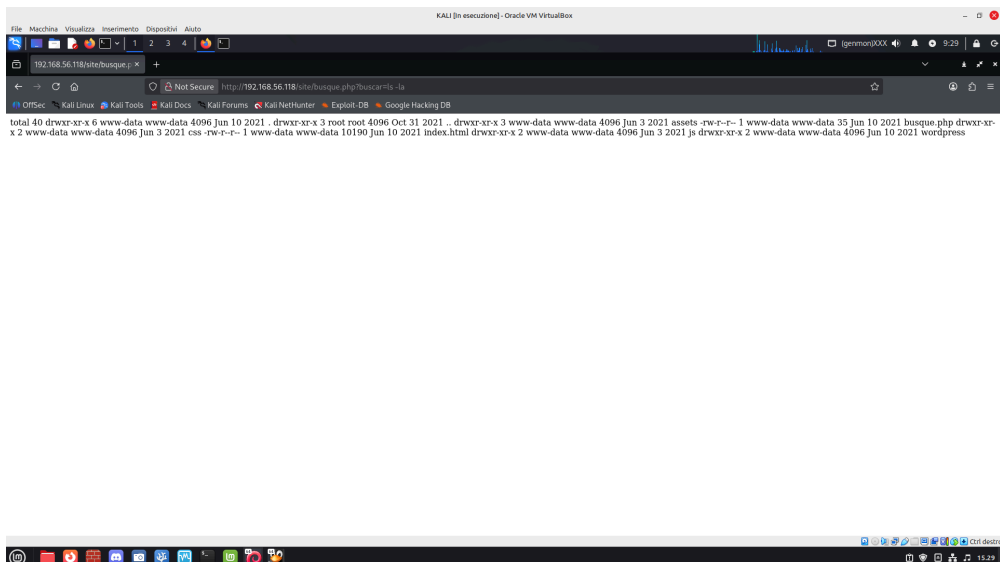 KALI [In esecuzione] - Oracle VM VirtualBox
File Macchina Visualizza Inserimento Dispositivi Aiuto
1 2 3 4 (genmon)XXX 9:29
192.168.56.118/site/busque.p
Not Secure http://192.168.56.118/site/busque.php?buscar=ls -la
OffSec Kali Linux Kali Tools Kali Docs Kali Forums Kali NetHunter Exploit-DB Google Hacking DB
total 40 drwxr-xr-x 6 www-data www-data 4096 Jun 10 2021 . drwxr-xr-x 3 root root 4096 Oct 31 2021 .. drwxr-xr-x 3 www-data www-data 4096 Jun 3 2021 assets -rw-r--r-- 1 www-data www-data 35 Jun 10 2021 busque.php drwxr-xr-
x 2 www-data www-data 4096 Jun 3 2021 css -rw-r--r-- 1 www-data www-data 10190 Jun 10 2021 index.html drwxr-xr-x 2 www-data www-data 4096 Jun 3 2021 js drwxr-xr-x 2 www-data www-data 4096 Jun 10 2021 wordpress
Ctrl destro
15.29